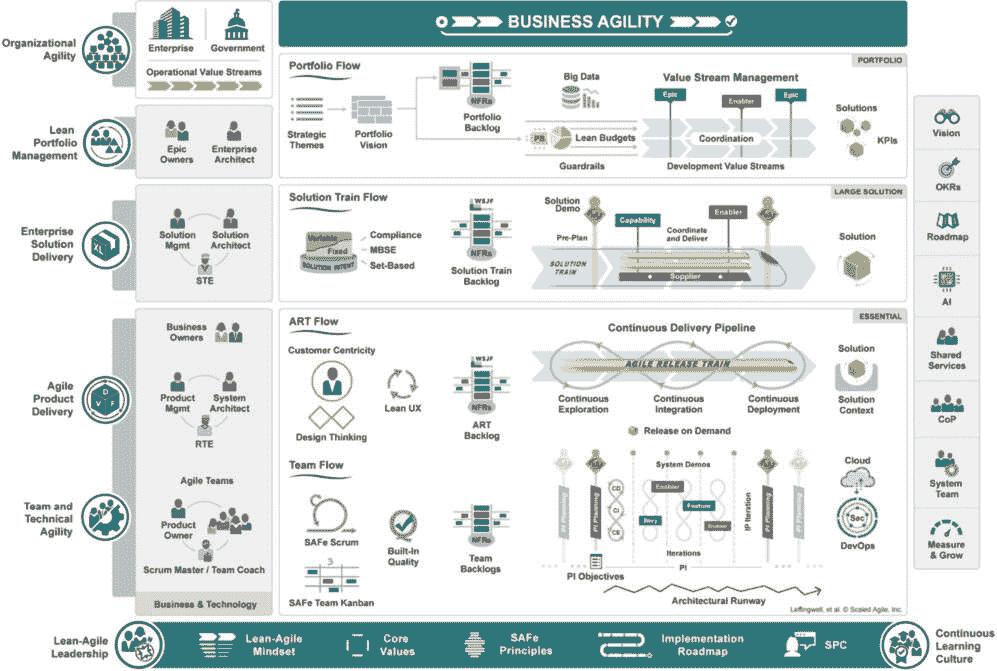 BUSINESS AGILITY
Organizational
Agility
Enterprise
Government
Operational Value Streams
Portfolio Flow
PORTFOLIO
Strategic
Themes
Portfolio
Vision
NFRs
Portfolio
Backlog
Big Data
PB
Lean Budgets
Guardrails
Value Stream Management
Epic
Enabler
Epic
Coordination
Development Value Streams
Solutions
KPIs
Lean
Portfolio
Management
Epic
Owners
Enterprise
Architect
Enterprise
Solution
Delivery
XL
Solution
Mgmt
Solution
Architect
STE
Solution Train Flow
LARGE SOLUTION
Variable
Fixed
SOLUTION INTENT
Compliance
MBSE
Set-Based
WSJF
NFRs
Solution Train
Backlog
Solution
Demo
Pre-Plan
SOLUTION
TRAIN
Capability
Enabler
Coordinate
and Deliver
Supplier
Solution
Agile
Product
Delivery
D
V
F
Business
Owners
Product
Mgmt
System
Architect
RTE
ART Flow
ESSENTIAL
Customer Centricity
Design Thinking
Lean UX
WSJF
NFRs
ART
Backlog
Continuous Delivery Pipeline
AGILE RELEASE TRAIN
Continuous
Exploration
Continuous
Integration
Continuous
Deployment
Release on Demand
Solution
Solution
Context
Team and
Technical
Agility
Agile Teams
Product
Owner
Scrum Master / Team Coach
Business & Technology
Team Flow
SAFe Scrum
SAFe Team Kanban
Built-In
Quality
NFRs
Team
Backlogs
System Demos
PI Planning
PI Planning
CD
CI
CE
Enabler
Story
Feature
Enabler
Iterations
PI
IP Iteration
PI Planning
PI Planning
PI Objectives
Architectural Runway
Cloud
Sec
DevOps
Leffingwell, et al. © Scaled Agile, Inc.
Vision
OKRs
Roadmap
AI
AI
Shared
Services
CoP
System
Team
Measure
& Grow
Lean-Agile
Leadership
Lean-Agile
Mindset
Core
Values
SAFe
Principles
Implementation
Roadmap
SPC
Continuous
Learning
Culture